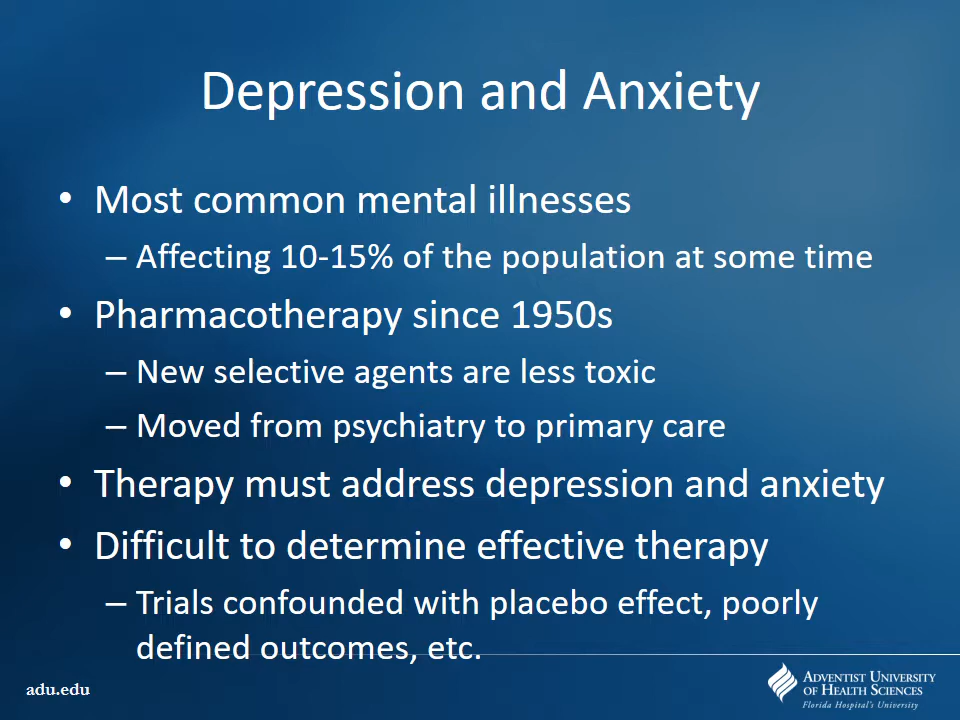 Depression and Anxiety
• Most common mental illnesses
– Affecting 10-15% of the population at some time
• Pharmacotherapy since 1950s
– New selective agents are less toxic
– Moved from psychiatry to primary care
• Therapy must address depression and anxiety
• Difficult to determine effective therapy
– Trials confounded with placebo effect, poorly
defined outcomes, etc.
adu.edu
ADVENTIST UNIVERSITY
OF HEALTH SCIENCES
Florida Hospital's University